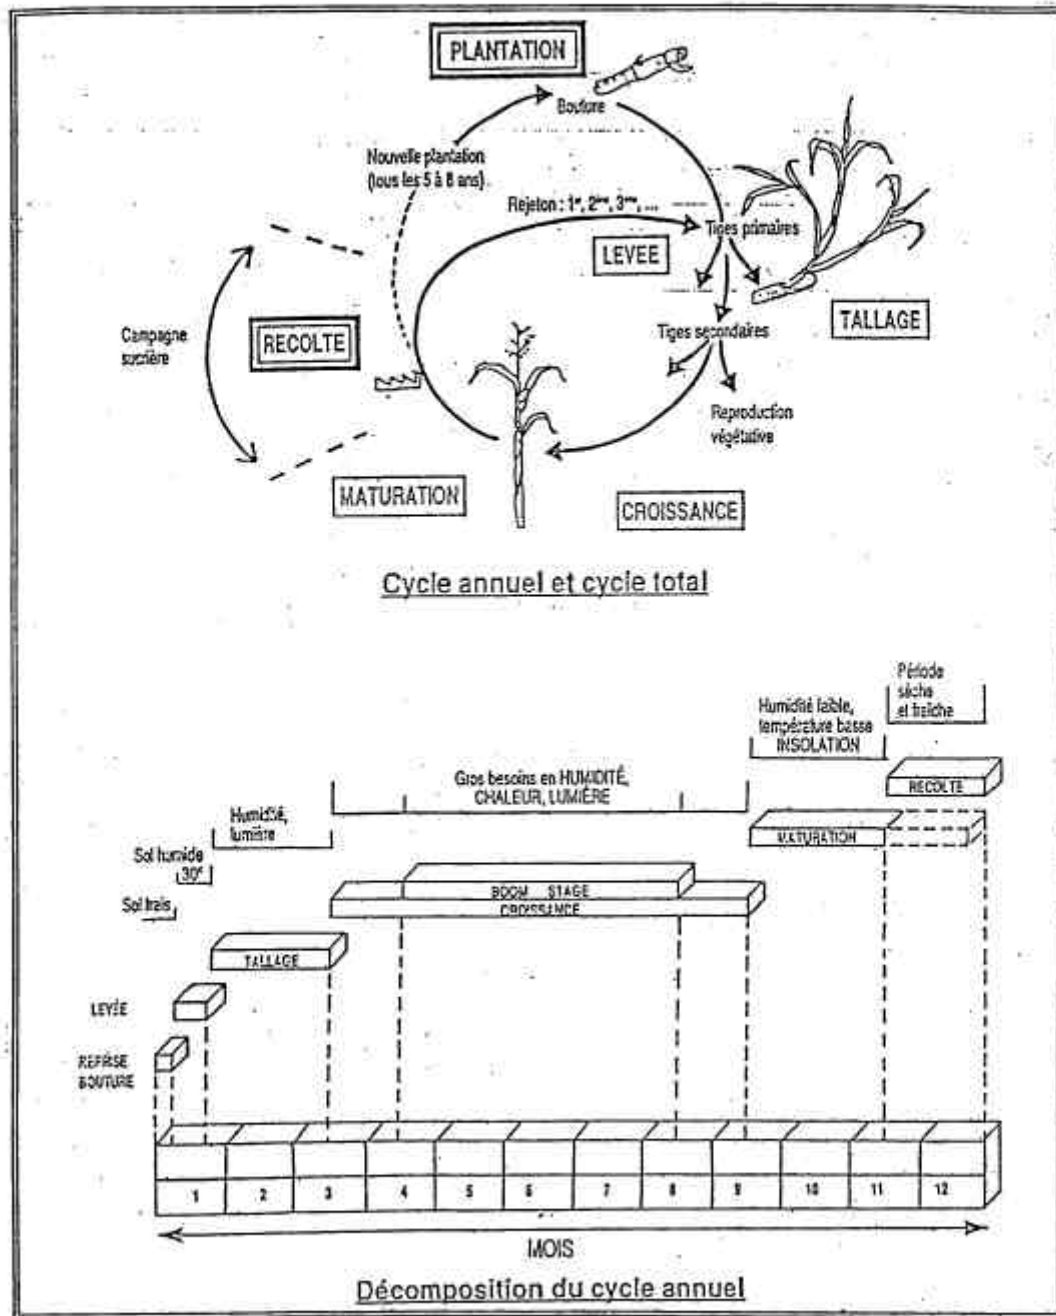 PLANTATION
Bouture
Nouvelle plantation
(tous les 5 à 8 ans)
Rejeton : 1er, 2ème, 3ème, ...
Tiges primaires
LEVEE
TALLAGE
Campagne
sucrière
RECOLTE
Tiges secondaires
Reproduction
végétative
MATURATION
CROISSANCE
Cycle annuel et cycle total
Période
sèche
et fraîche
Humidité faible,
température basse
INSOLATION
RECOLTE
Gros besoins en HUMIDITÉ,
CHALEUR, LUMIÈRE
Humidité,
lumière
MATURATION
Sol humide
30°
BOOM STAGE
CROISSANCE
Sol frais
TALLAGE
LEVÉE
REPRISE
BOUTURE
1 2 3 4 5 6 7 8 9 10 11 12
MOIS
Décomposition du cycle annuel